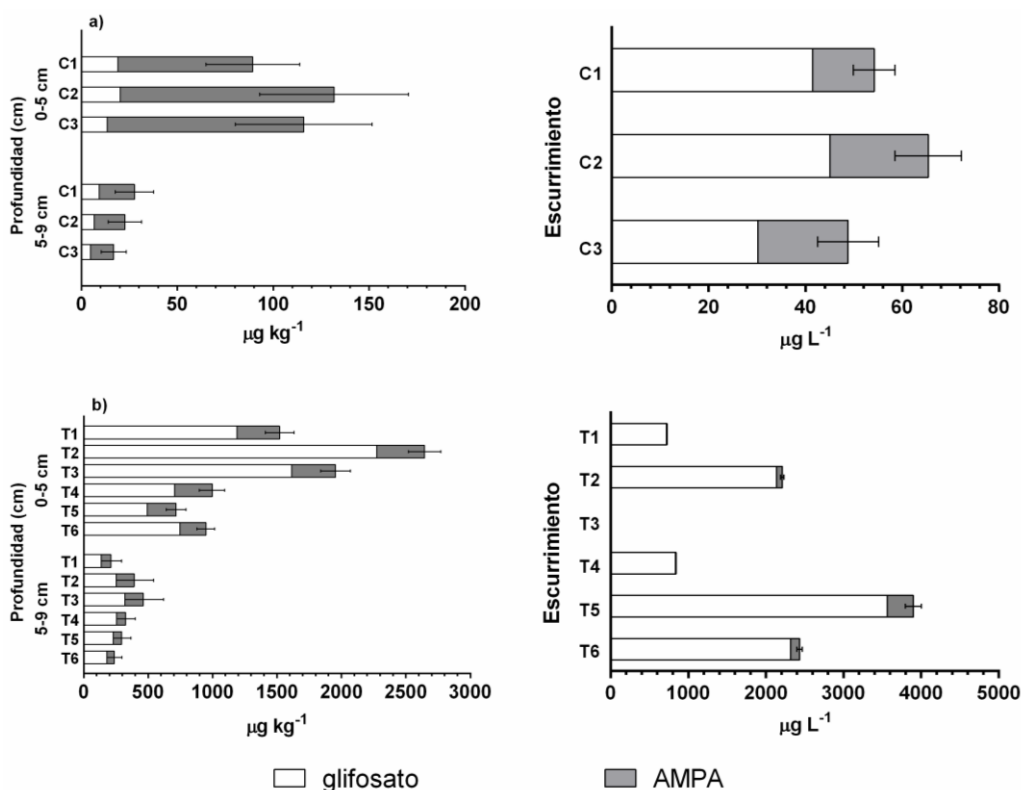 a)
Profundidad (cm)
0-5 cm
C1
C2
C3
5-9 cm
C1
C2
C3
0 50 100 150 200
µg kg-1
Escurrimiento
C1
C2
C3
0 20 40 60 80
µg L-1
b)
Profundidad (cm)
0-5 cm
T1
T2
T3
T4
T5
T6
5-9 cm
T1
T2
T3
T4
T5
T6
0 500 1000 1500 2000 2500 3000
µg kg-1
Escurrimiento
T1
T2
T3
T4
T5
T6
0 1000 2000 3000 4000 5000
µg L-1
glifosato
AMPA